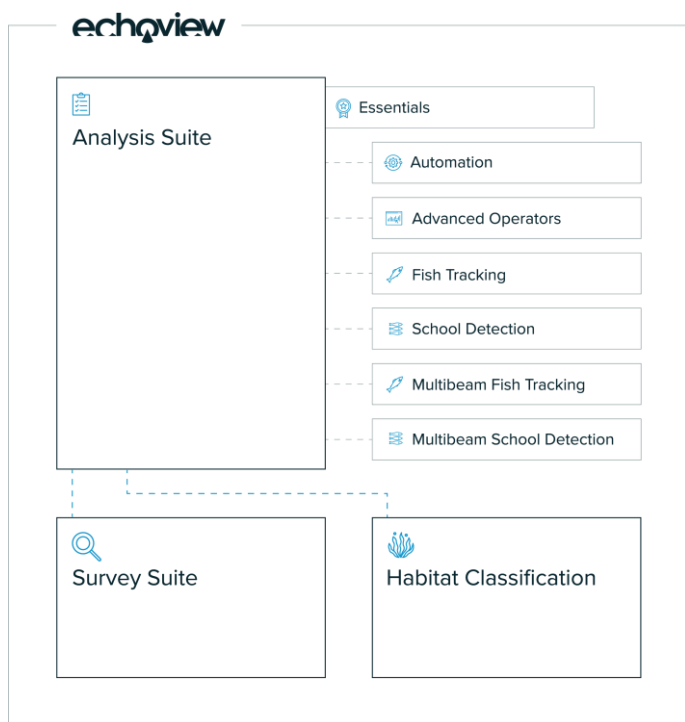 echoview
Analysis Suite
Essentials
Automation
Advanced Operators
Fish Tracking
School Detection
Multibeam Fish Tracking
Multibeam School Detection
Survey Suite
Habitat Classification